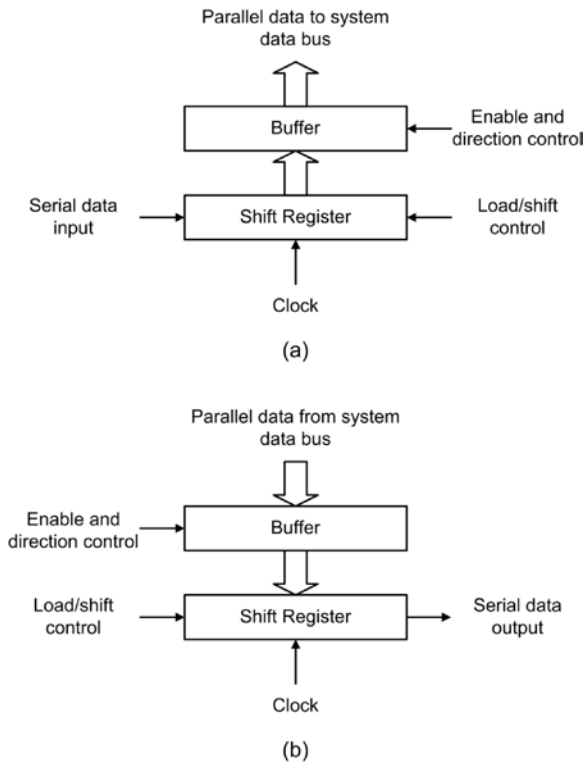 Parallel data to system
data bus
Buffer
Enable and
direction control
Serial data
input
Shift Register
Load/shift
control
Clock
(a)
Parallel data from system
data bus
Enable and
direction control
Buffer
Load/shift
control
Shift Register
Serial data
output
Clock
(b)